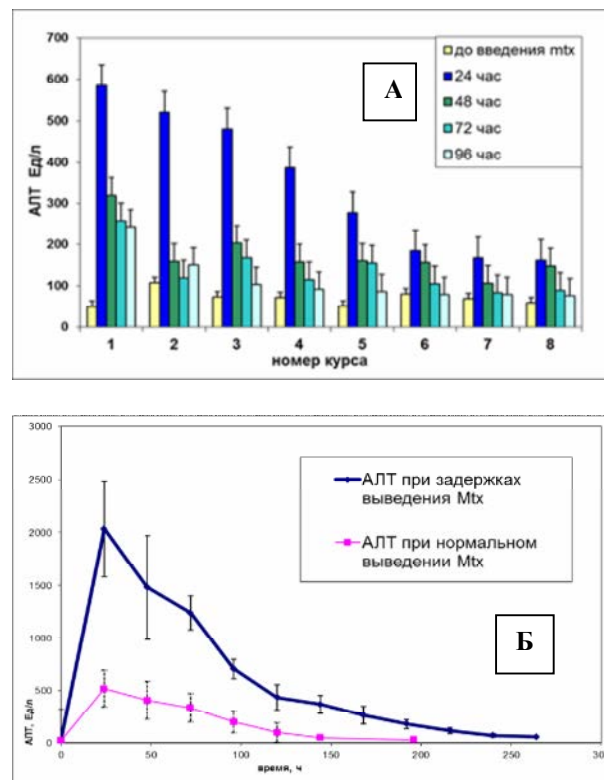 700
600
500
400
300
200
100
0
АЛТ Ед/л
1 2 3 4 5 6 7 8
номер курса
А
до введения mtx
24 час
48 час
72 час
96 час
3000
2500
2000
1500
1000
500
0
АЛТ, Ед/л
0 50 100 150 200 250 300
время, ч
АЛТ при задержках
выведения Mtx
АЛТ при нормальном
выведении Mtx
Б